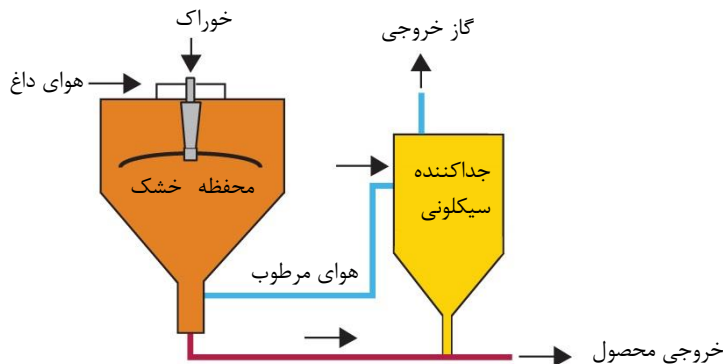 خوراک
گاز خروجی
هوای داغ
محفظه خشک
جداکننده
سیکلونی
هوای مرطوب
خروجی محصول